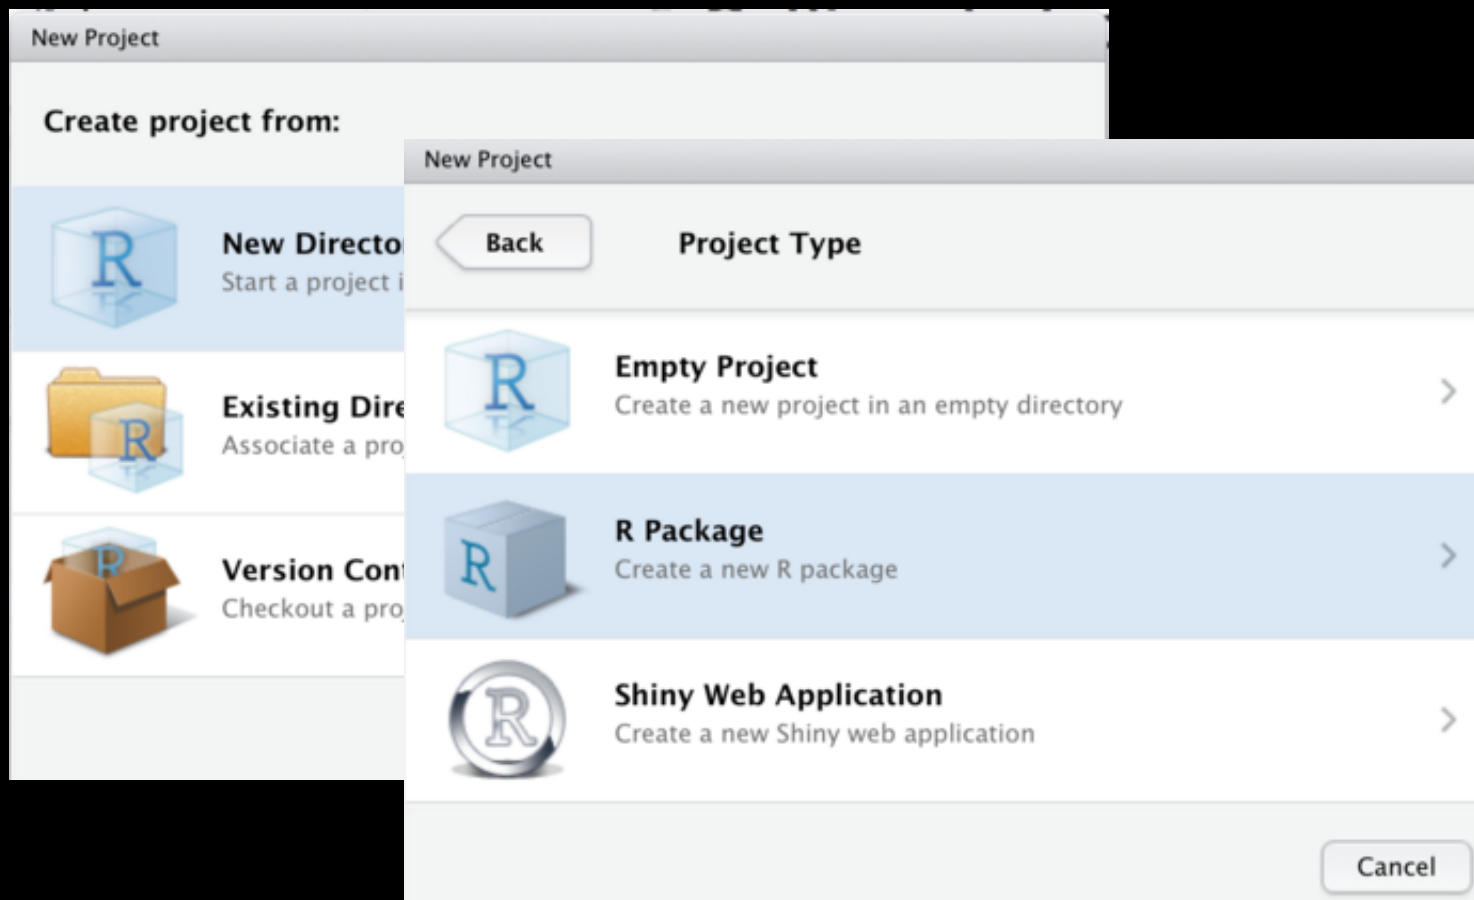 New Project
Create project from:
New Directo
Start a project i
Existing Dire
Associate a pro
Version Con
Checkout a pro
New Project
Back
Project Type
Empty Project
Create a new project in an empty directory
R Package
Create a new R package
Shiny Web Application
Create a new Shiny web application
Cancel
R
R
R
R
R
R